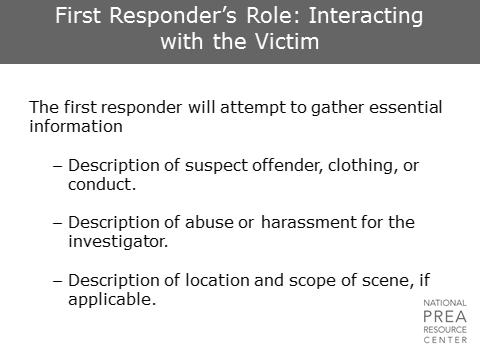 First Responder’s Role: Interacting
with the Victim
The first responder will attempt to gather essential
information
– Description of suspect offender, clothing, or
conduct.
– Description of abuse or harassment for the
investigator.
– Description of location and scope of scene, if
applicable.
NATIONAL
PREA
RESOURCE
CENTER